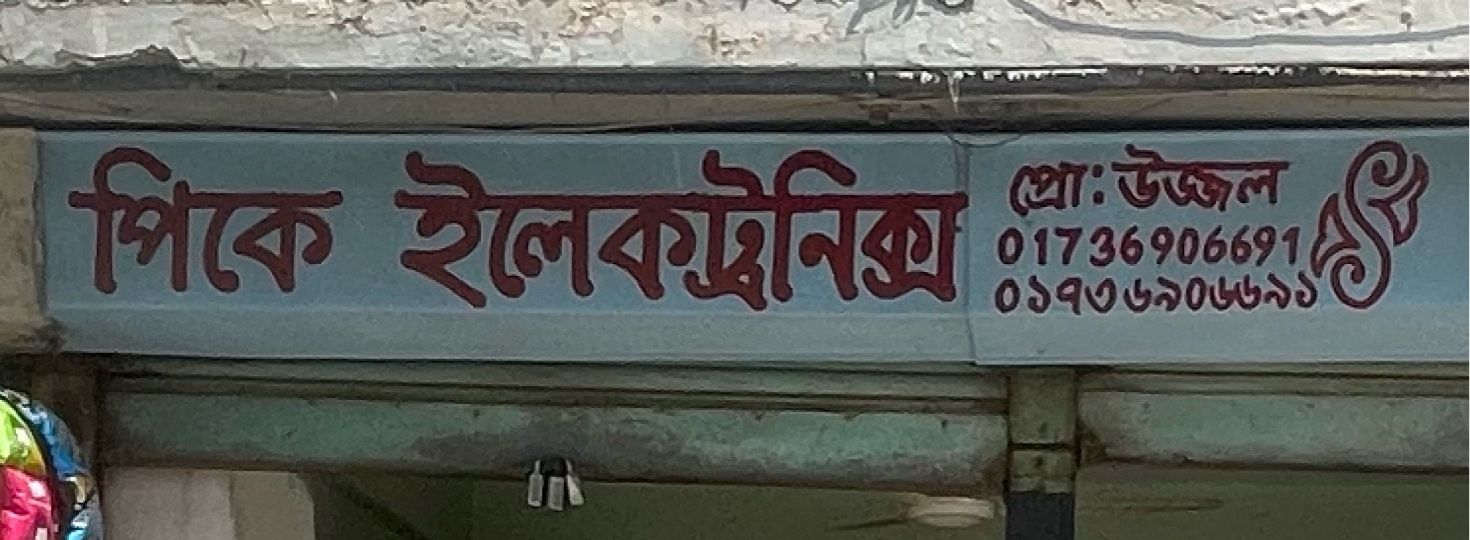 পিকে ইলেকট্রনিক্স
প্রো: উজ্জল
01736906691
০১৭৩৬৯০৬৬৯১